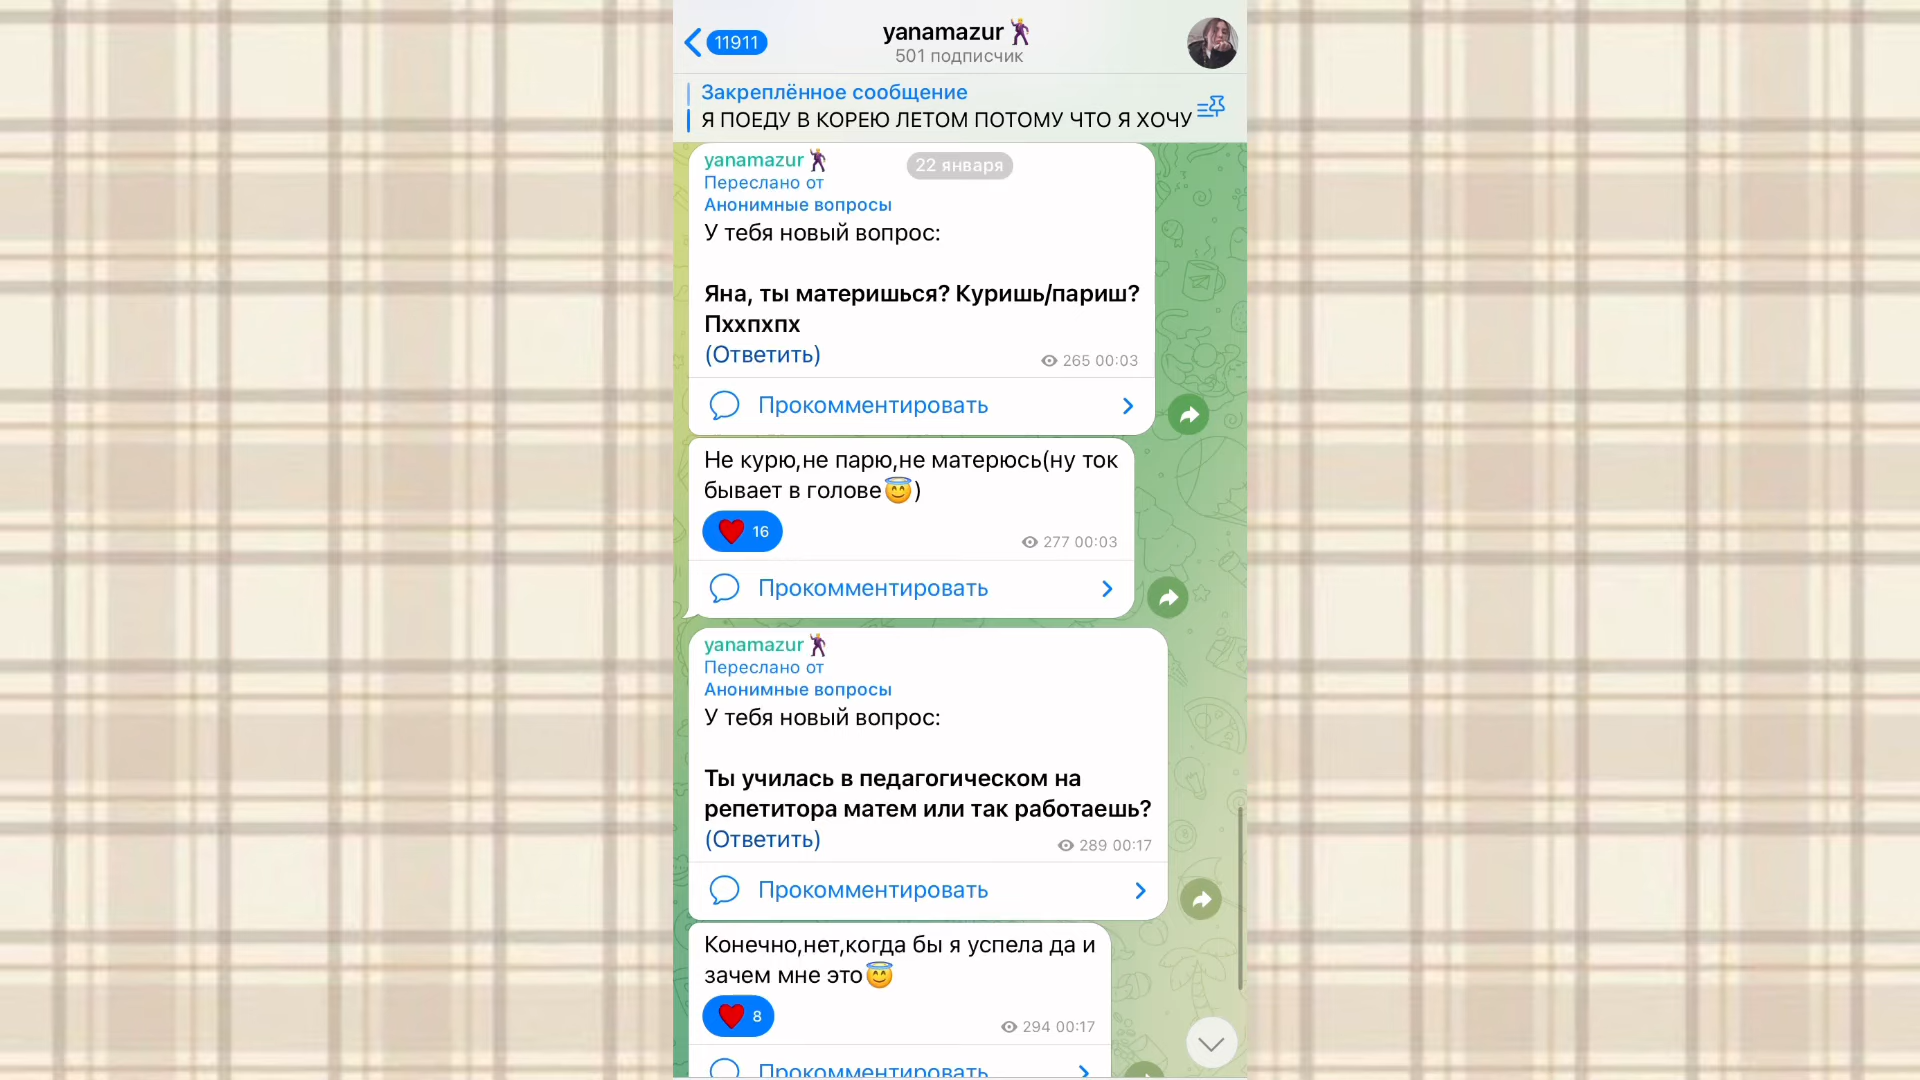 11911
yanamazur🕺
501 подписчик
Закреплённое сообщение
Я ПОЕДУ В КОРЕЮ ЛЕТОМ ПОТОМУ ЧТО Я ХОЧУ
22 января
yanamazur🕺
Переслано от
Анонимные вопросы
У тебя новый вопрос:
Яна, ты материшься? Куришь/париш?
Пххпхпх
(Ответить)
265 00:03
Прокомментировать
Не курю,не парю,не матерюсь(ну ток
бывает в голове😇)
❤️ 16
277 00:03
Прокомментировать
yanamazur🕺
Переслано от
Анонимные вопросы
У тебя новый вопрос:
Ты училась в педагогическом на
репетитора матем или так работаешь?
(Ответить)
289 00:17
Прокомментировать
Конечно,нет,когда бы я успела да и
зачем мне это😇
❤️ 8
294 00:17
Прокомментировать